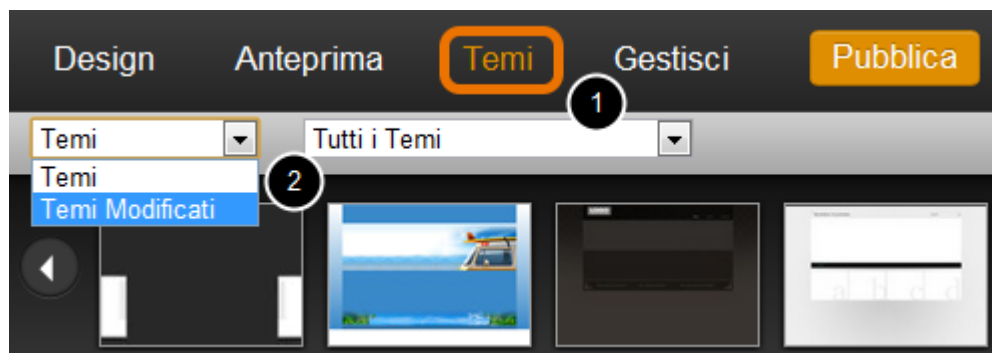 Design Anteprima Temi Gestisci Pubblica
1
Temi Tutti i Temi
Temi
2
Temi Modificati
a b c d